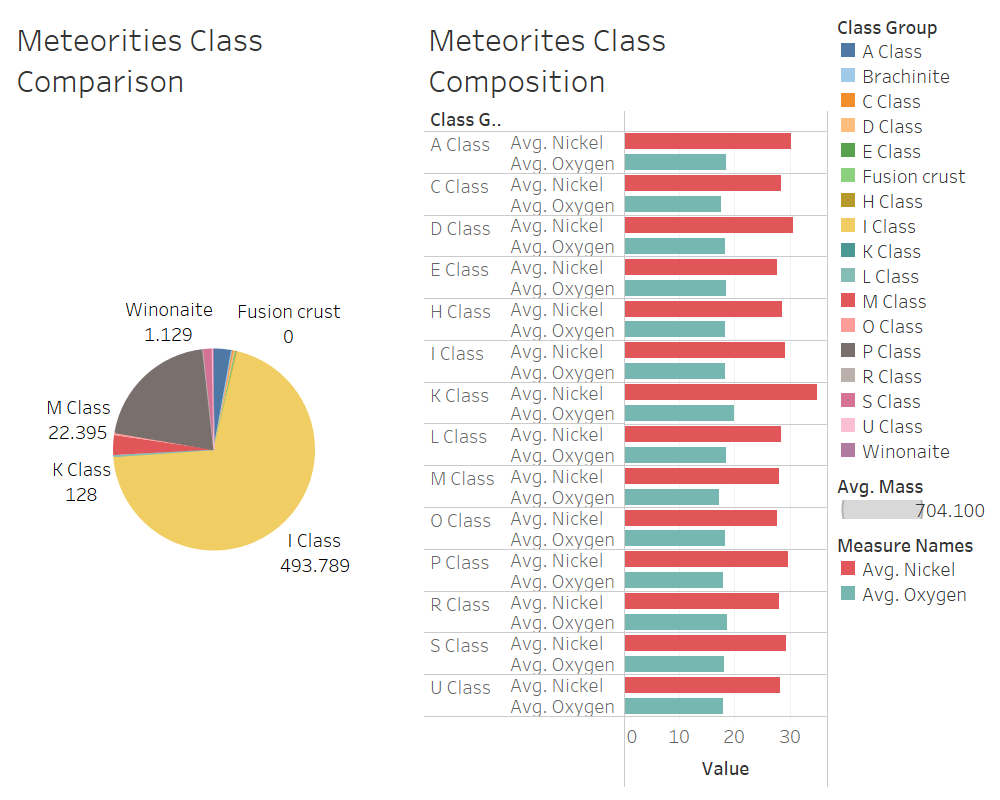 Meteorities Class
Comparison
Winonaite
1.129
Fusion crust
0
M Class
22.395
K Class
128
I Class
493.789
Meteorites Class
Composition
Class G..
A Class Avg. Nickel
Avg. Oxygen
C Class Avg. Nickel
Avg. Oxygen
D Class Avg. Nickel
Avg. Oxygen
E Class Avg. Nickel
Avg. Oxygen
H Class Avg. Nickel
Avg. Oxygen
I Class Avg. Nickel
Avg. Oxygen
K Class Avg. Nickel
Avg. Oxygen
L Class Avg. Nickel
Avg. Oxygen
M Class Avg. Nickel
Avg. Oxygen
O Class Avg. Nickel
Avg. Oxygen
P Class Avg. Nickel
Avg. Oxygen
R Class Avg. Nickel
Avg. Oxygen
S Class Avg. Nickel
Avg. Oxygen
U Class Avg. Nickel
Avg. Oxygen
0 10 20 30
Value
Class Group
A Class
Brachinite
C Class
D Class
E Class
Fusion crust
H Class
I Class
K Class
L Class
M Class
O Class
P Class
R Class
S Class
U Class
Winonaite
Avg. Mass
704.100
Measure Names
Avg. Nickel
Avg. Oxygen